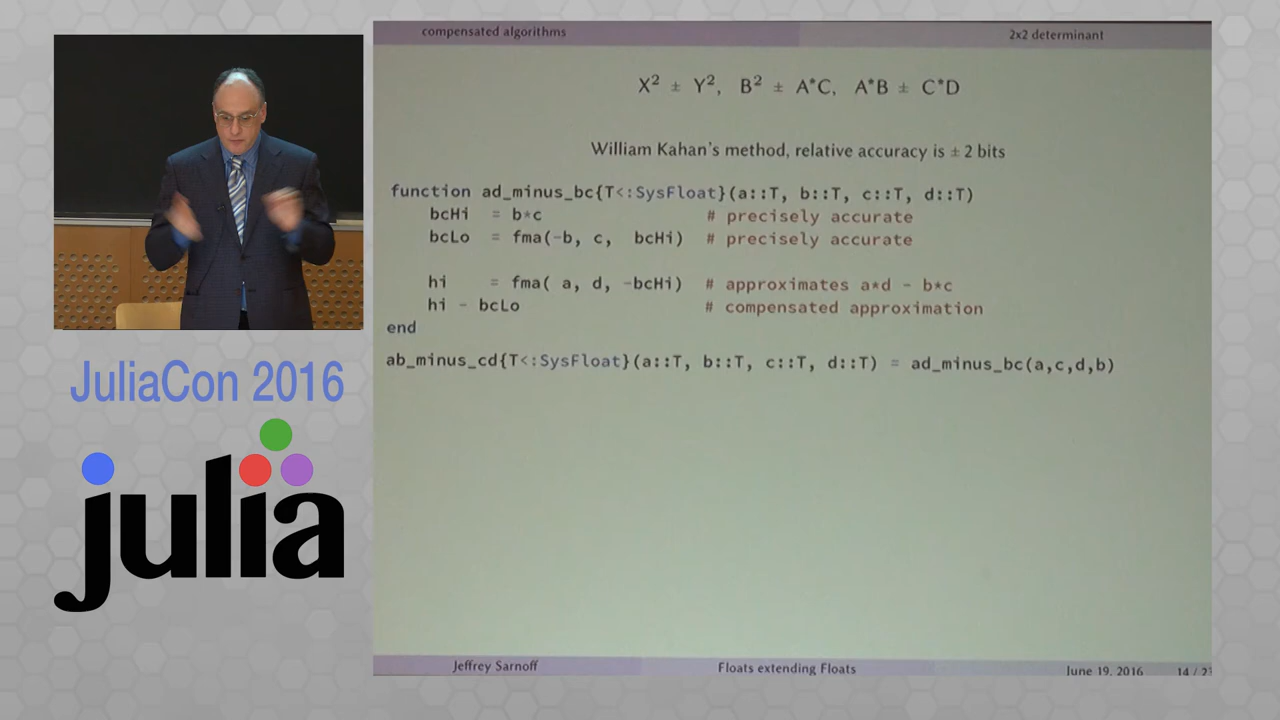 compensated algorithms 2x2 determinant
X² ± Y², B² ± A*C, A*B ± C*D
William Kahan's method, relative accuracy is ± 2 bits
function ad_minus_bc{T<:SysFloat}(a::T, b::T, c::T, d::T)
bcHi = b*c # precisely accurate
bcLo = fma(-b, c, bcHi) # precisely accurate
hi = fma( a, d, -bcHi) # approximates a*d - b*c
hi - bcLo # compensated approximation
end
ab_minus_cd{T<:SysFloat}(a::T, b::T, c::T, d::T) = ad_minus_bc(a,c,d,b)
Jeffrey Sarnoff Floats extending Floats June 19, 2016 14 /
JuliaCon 2016
julia